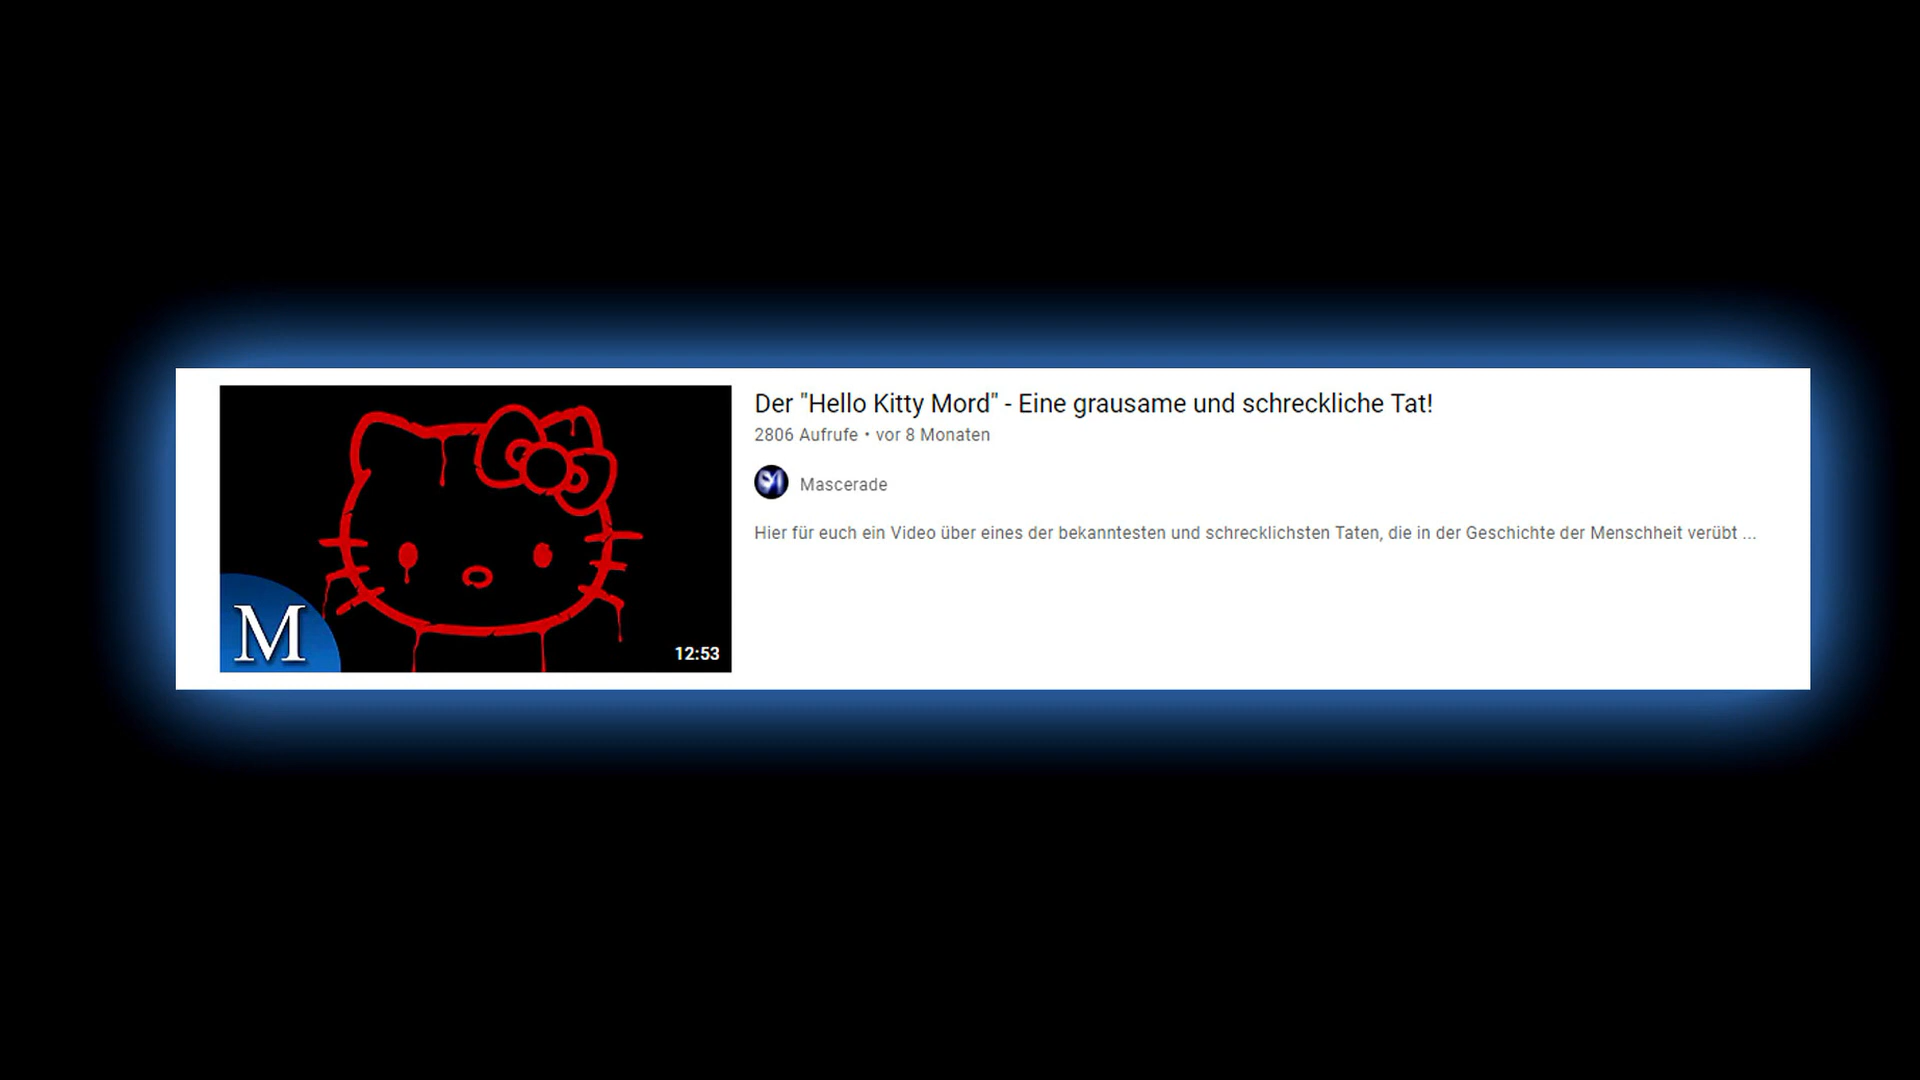 Der "Hello Kitty Mord" - Eine grausame und schreckliche Tat!
2806 Aufrufe • vor 8 Monaten
Mascerade
Hier für euch ein Video über eines der bekanntesten und schrecklichsten Taten, die in der Geschichte der Menschheit verübt ...
M
12:53